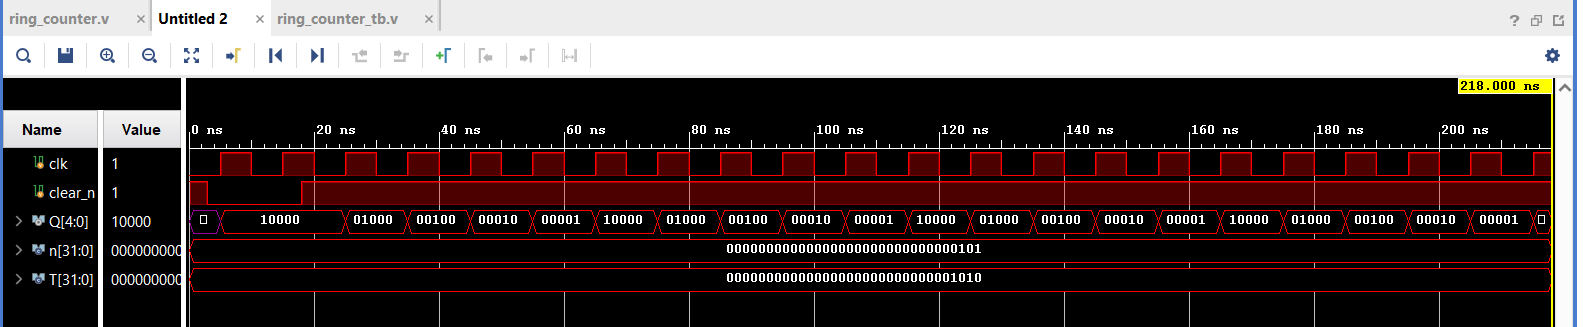 ring_counter.v × Untitled 2 × ring_counter_tb.v ×
?
218.000 ns
Name Value
0 ns 20 ns 40 ns 60 ns 80 ns 100 ns 120 ns 140 ns 160 ns 180 ns 200 ns
clk 1
clear_n 1
Q[4:0] 10000 10000 01000 00100 00010 00001 10000 01000 00100 00010 00001 10000 01000 00100 00010 00001 10000 01000 00100 00010 00001
n[31:0] 000000000 00000000000000000000000000000101
T[31:0] 000000000 00000000000000000000000000001010